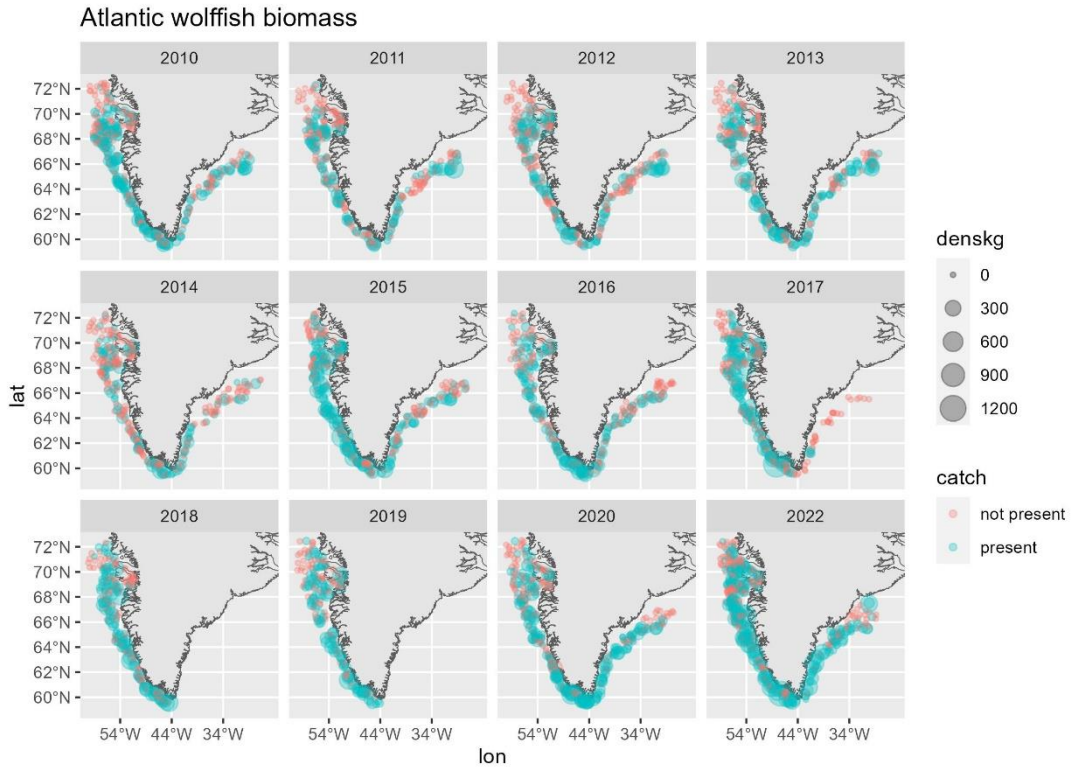 Atlantic wolffish biomass
2010 2011 2012 2013
72°N
70°N
68°N
66°N
64°N
62°N
60°N
2014 2015 2016 2017
72°N
70°N
68°N
66°N
64°N
62°N
60°N
2018 2019 2020 2022
72°N
70°N
68°N
66°N
64°N
62°N
60°N
54°W 44°W 34°W 54°W 44°W 34°W 54°W 44°W 34°W 54°W 44°W 34°W
lon
lat
denskg
0
300
600
900
1200
catch
not present
present